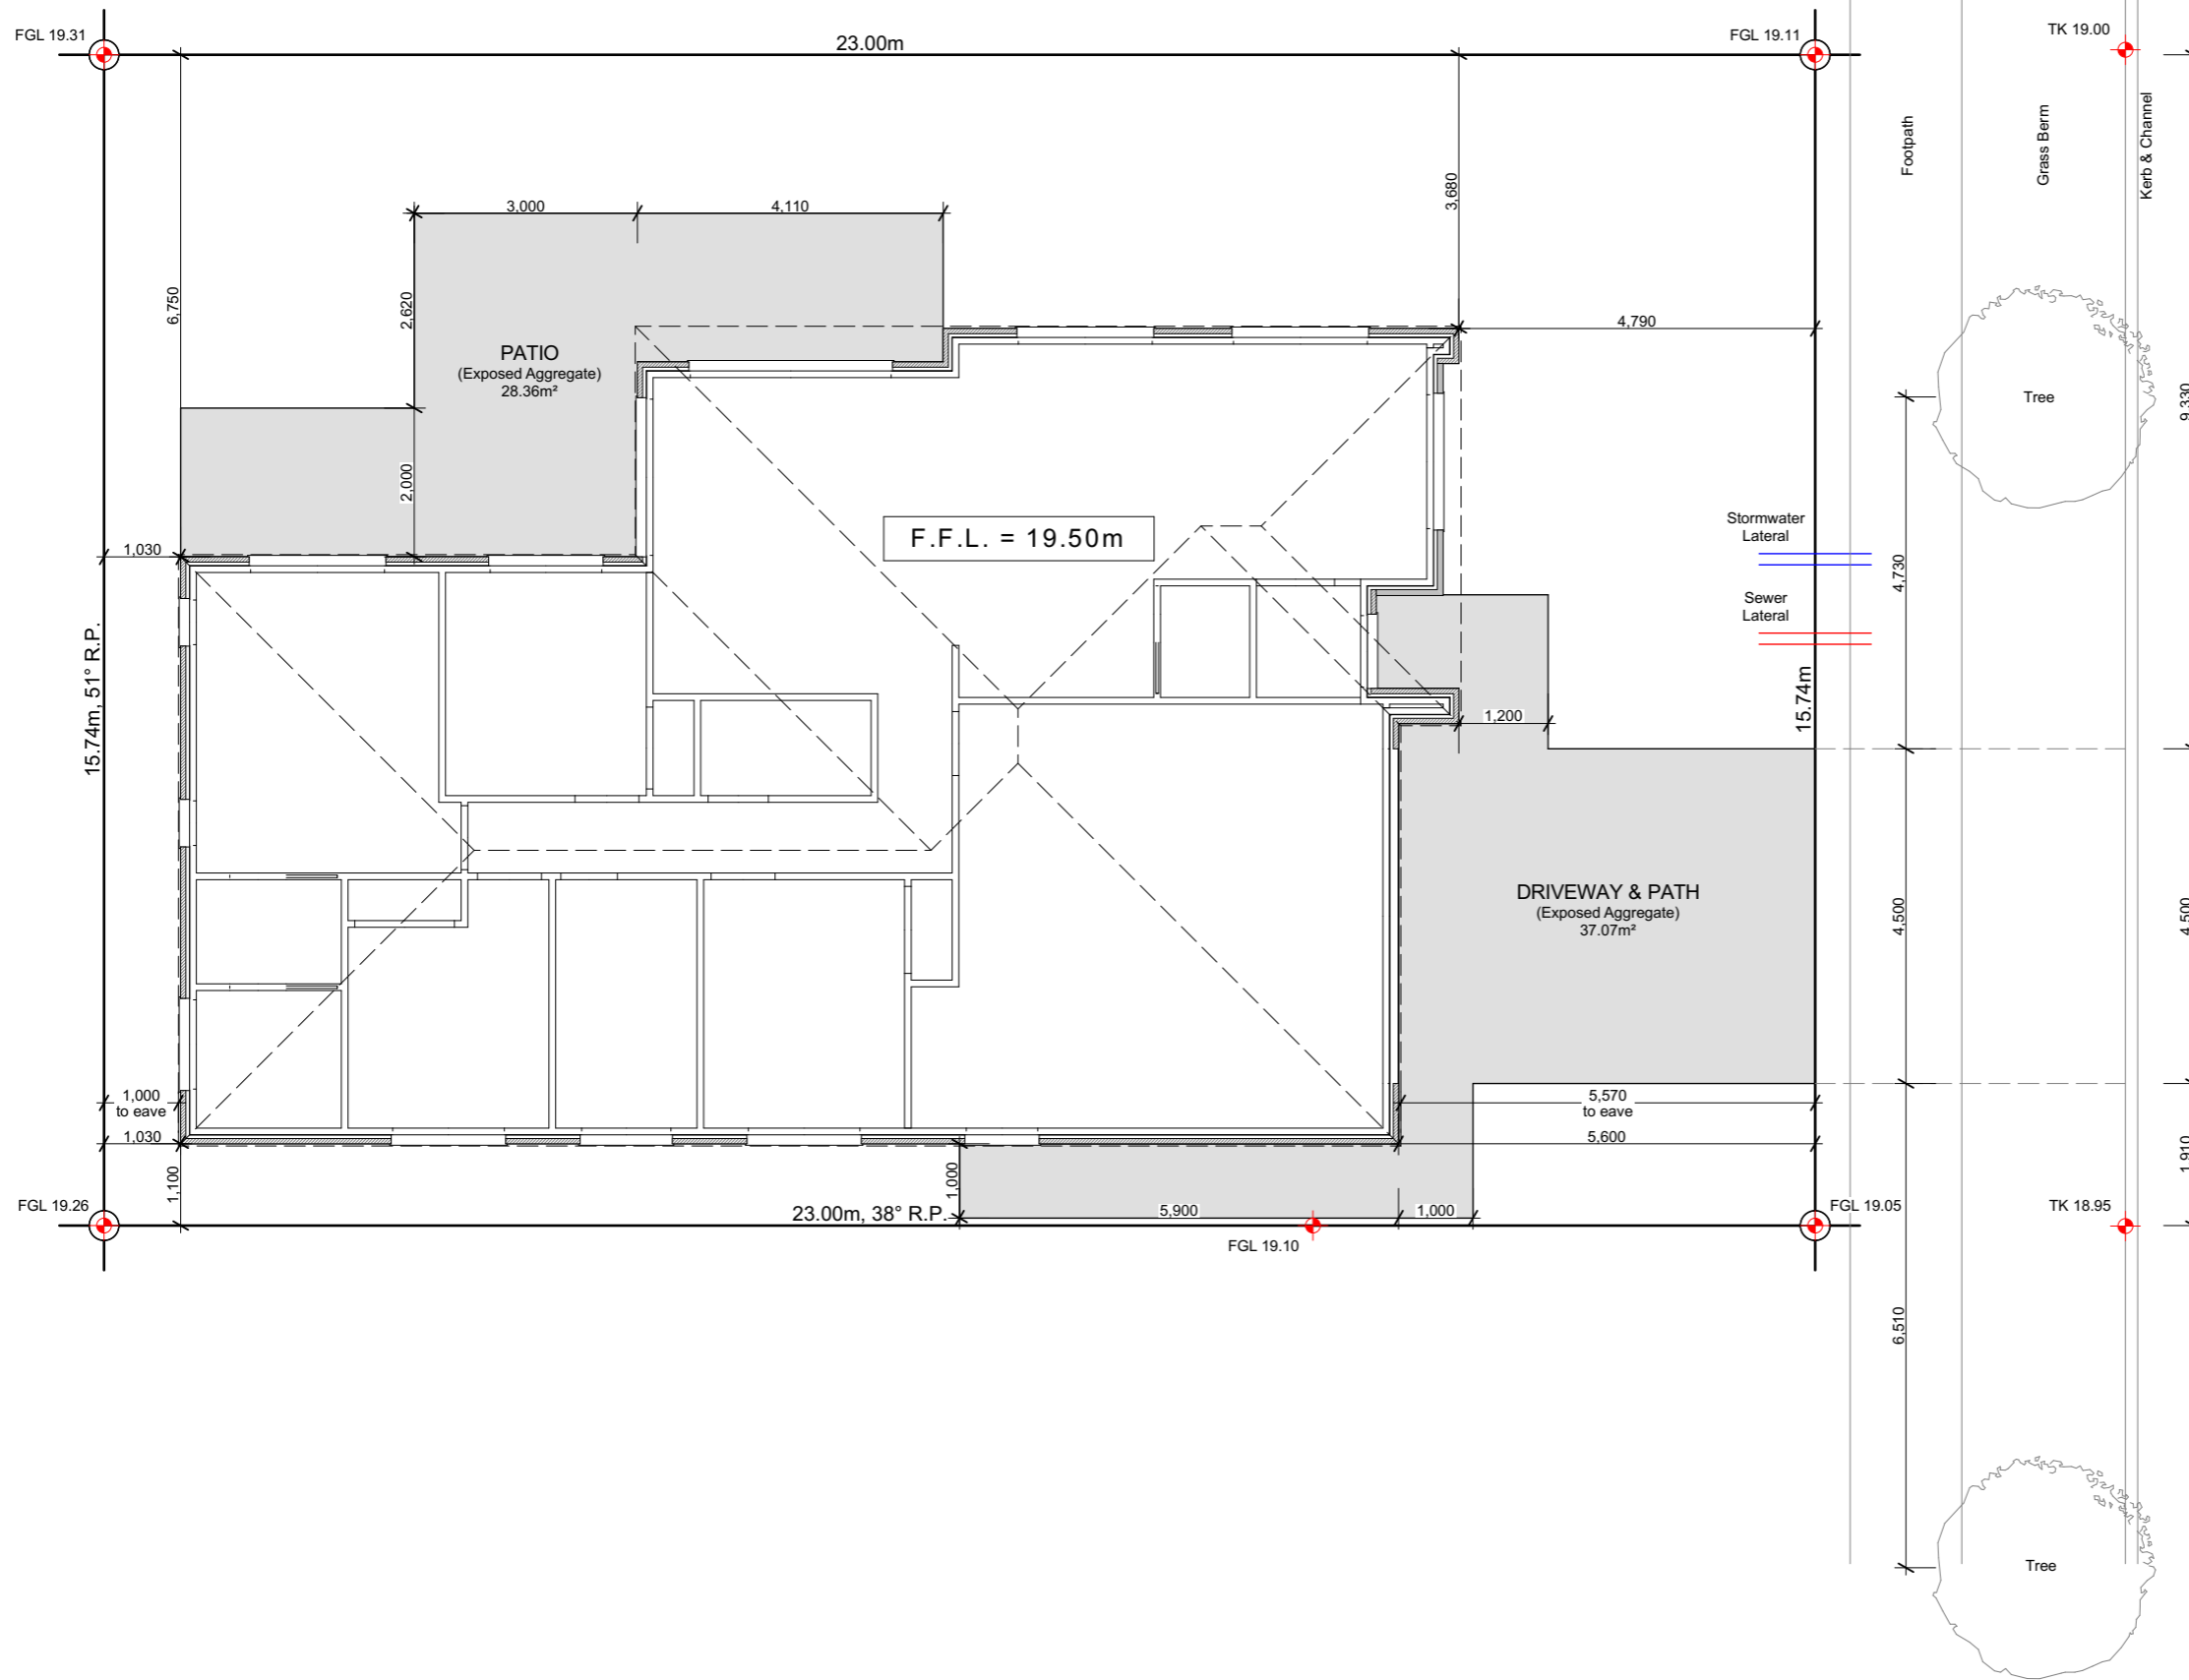 FGL 19.31
23.00m
FGL 19.11
TK 19.00
Footpath
Grass Berm
Kerb & Channel
3,000
4,110
3,680
6,750
2,620
4,790
PATIO
(Exposed Aggregate)
28.36m²
Tree
9,330
2,000
F.F.L. = 19.50m
Stormwater
Lateral
1,030
4,730
Sewer
Lateral
15.74m, 51° R.P.
15.74m
1,200
DRIVEWAY & PATH
(Exposed Aggregate)
37.07m²
4,500
4,500
1,000
to eave
5,570
to eave
1,030
5,600
1,100
1,000
1,910
FGL 19.26
23.00m, 38° R.P.
5,900
1,000
FGL 19.05
TK 18.95
FGL 19.10
6,510
Tree